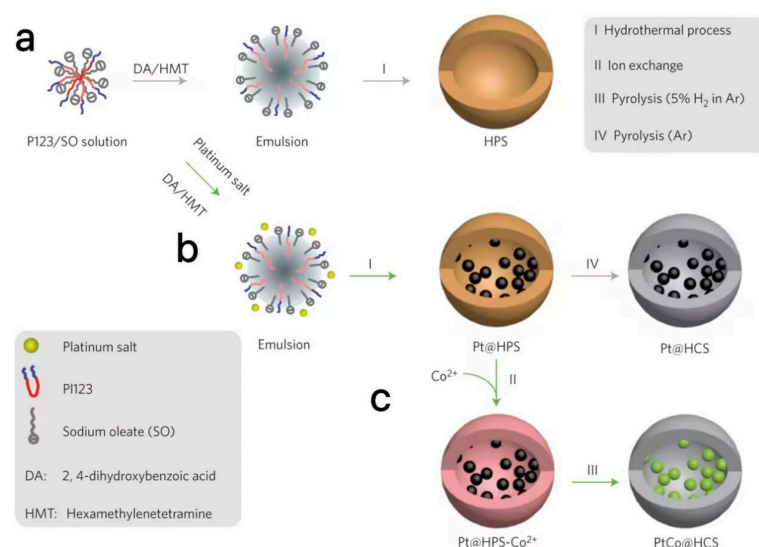 a
DA/HMT
I
P123/SO solution
Emulsion
HPS
I Hydrothermal process
II Ion exchange
III Pyrolysis (5% H₂ in Ar)
IV Pyrolysis (Ar)
Platinum salt
DA/HMT
b
I
IV
Emulsion
Pt@HPS
Pt@HCS
Platinum salt
PI123
Sodium oleate (SO)
DA: 2, 4-dihydroxybenzoic acid
HMT: Hexamethylenetetramine
c
Co²⁺
II
III
Pt@HPS-Co²⁺
PtCo@HCS